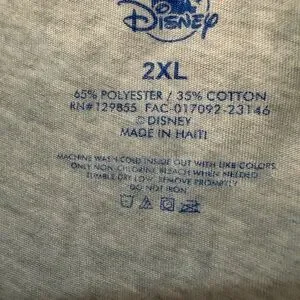 Disney
2XL
65% POLYESTER / 35% COTTON
RN#129855 FAC-017092-23146
© DISNEY
MADE IN HAITI
MACHINE WASH COLD INSIDE OUT WITH LIKE COLORS,
ONLY NON-CHLORINE BLEACH WHEN NEEDED
TUMBLE DRY LOW, REMOVE PROMPTLY
DO NOT IRON